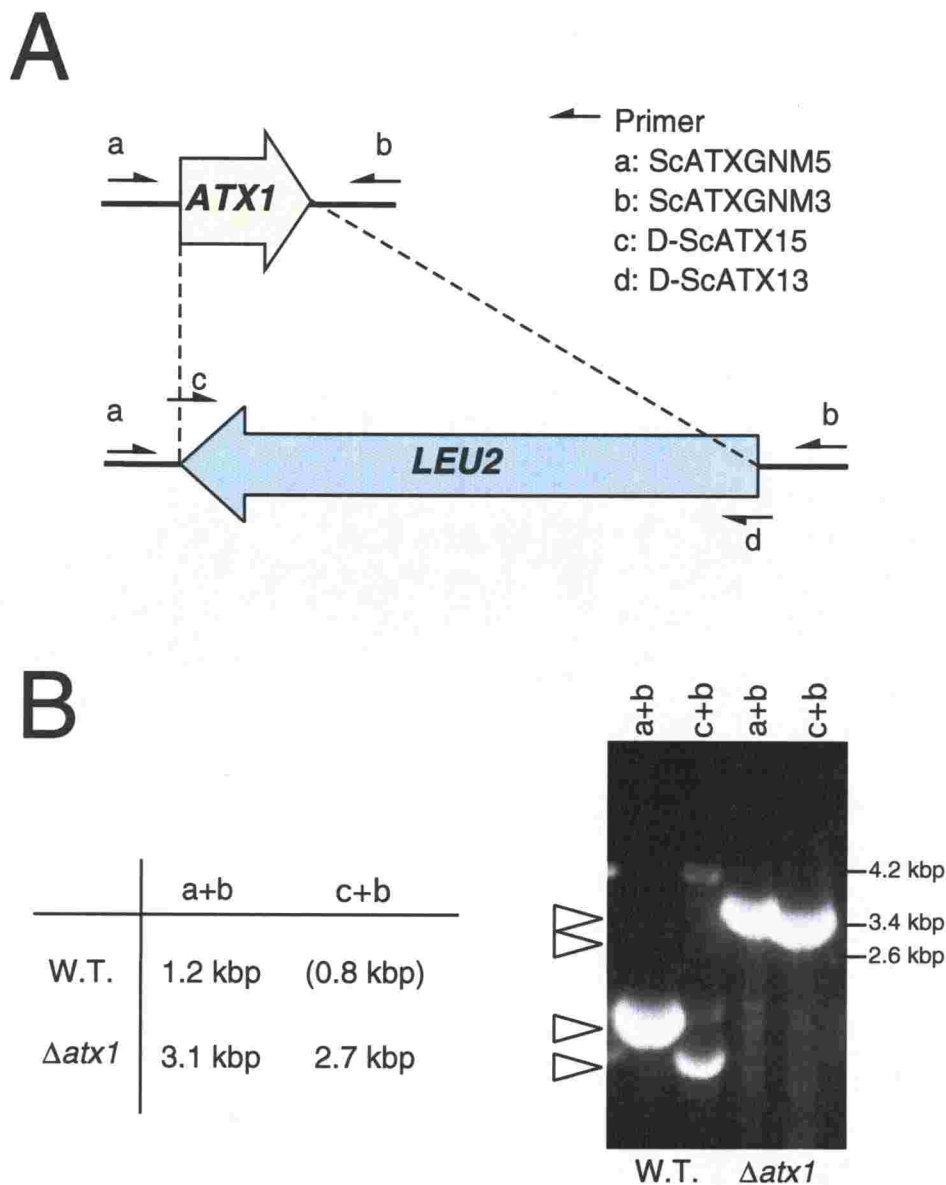 A
a
b
ATX1
Primer
a: ScATXGNM5
b: ScATXGNM3
c: D-ScATX15
d: D-ScATX13
c
a
b
LEU2
d
B
a+b
c+b
a+b
c+b
a+b c+b
W.T. 1.2 kbp (0.8 kbp)
Δatx1 3.1 kbp 2.7 kbp
4.2 kbp
3.4 kbp
2.6 kbp
W.T. Δatx1